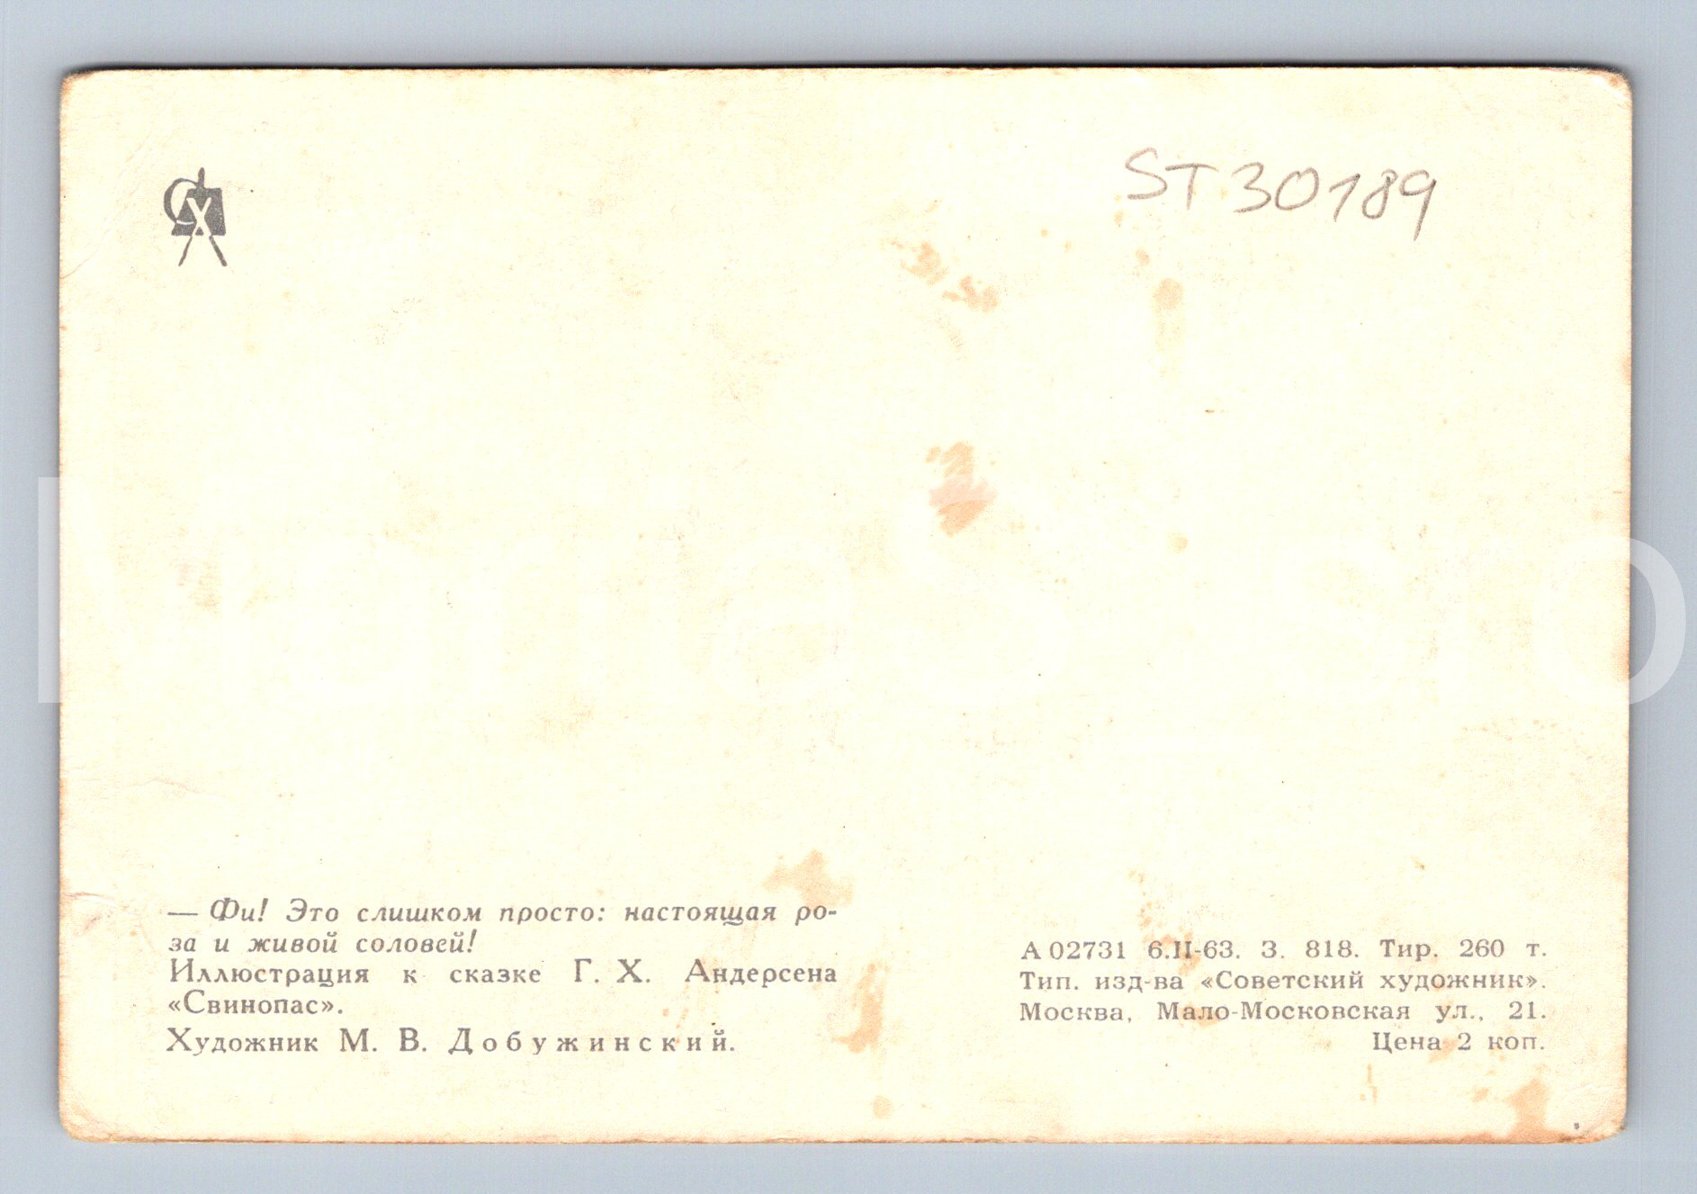 СХ
ST30189
— Фи! Это слишком просто: настоящая ро-
за и живой соловей!
Иллюстрация к сказке Г. Х. Андерсена
«Свинопас».
Художник М. В. Добужинский.
А 02731 6.II-63. З. 818. Тир. 260 т.
Тип. изд-ва «Советский художник».
Москва, Мало-Московская ул., 21.
Цена 2 коп.